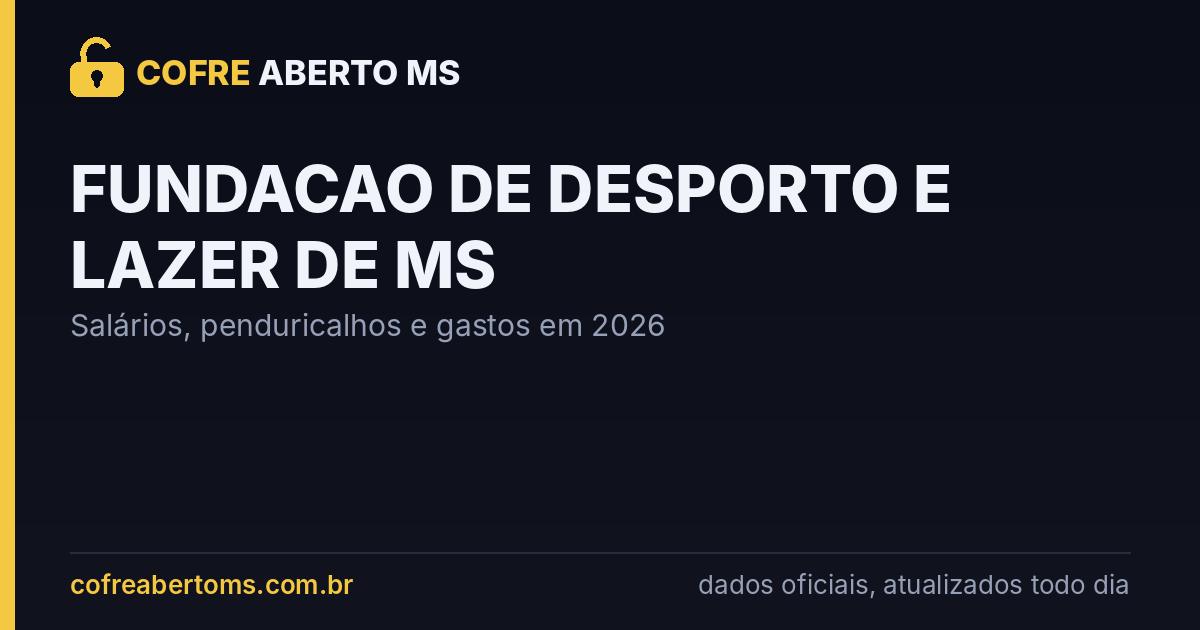 COFRE ABERTO MS
FUNDACAO DE DESPORTO E
LAZER DE MS
Salários, penduricalhos e gastos em 2026
cofreabertoms.com.br
dados oficiais, atualizados todo dia